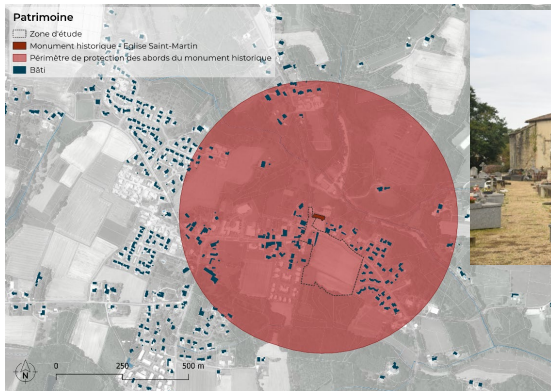 Patrimoine
Zone d'étude
Monument historique - Eglise Saint-Martin
Périmètre de protection des abords du monument historique
Bâti
N
0 250 500 m